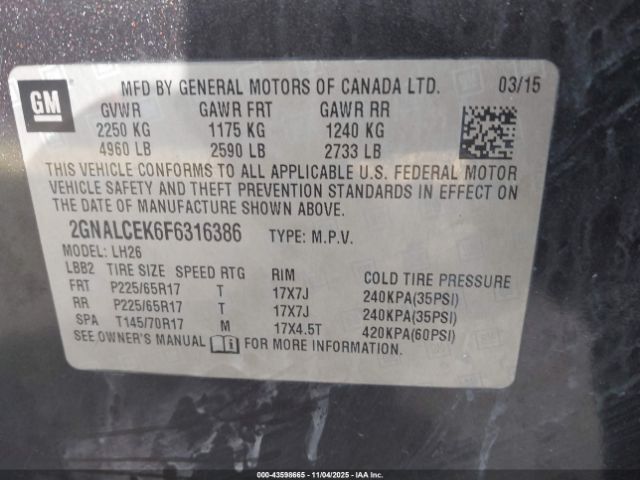 GM
MFD BY GENERAL MOTORS OF CANADA LTD. 03/15
GVWR GAWR FRT GAWR RR
2250 KG 1175 KG 1240 KG
4960 LB 2590 LB 2733 LB
THIS VEHICLE CONFORMS TO ALL APPLICABLE U.S. FEDERAL MOTOR
VEHICLE SAFETY AND THEFT PREVENTION STANDARDS IN EFFECT ON
THE DATE OF MANUFACTURE SHOWN ABOVE.
2GNALCEK6F6316386 TYPE: M.P.V.
MODEL: LH26
LBB2 TIRE SIZE SPEED RTG RIM COLD TIRE PRESSURE
FRT P225/65R17 T 17X7J 240KPA(35PSI)
RR P225/65R17 T 17X7J 240KPA(35PSI)
SPA T145/70R17 M 17X4.5T 420KPA(60PSI)
SEE OWNER'S MANUAL FOR MORE INFORMATION.
000-43598665 - 11/04/2025 - IAA Inc.